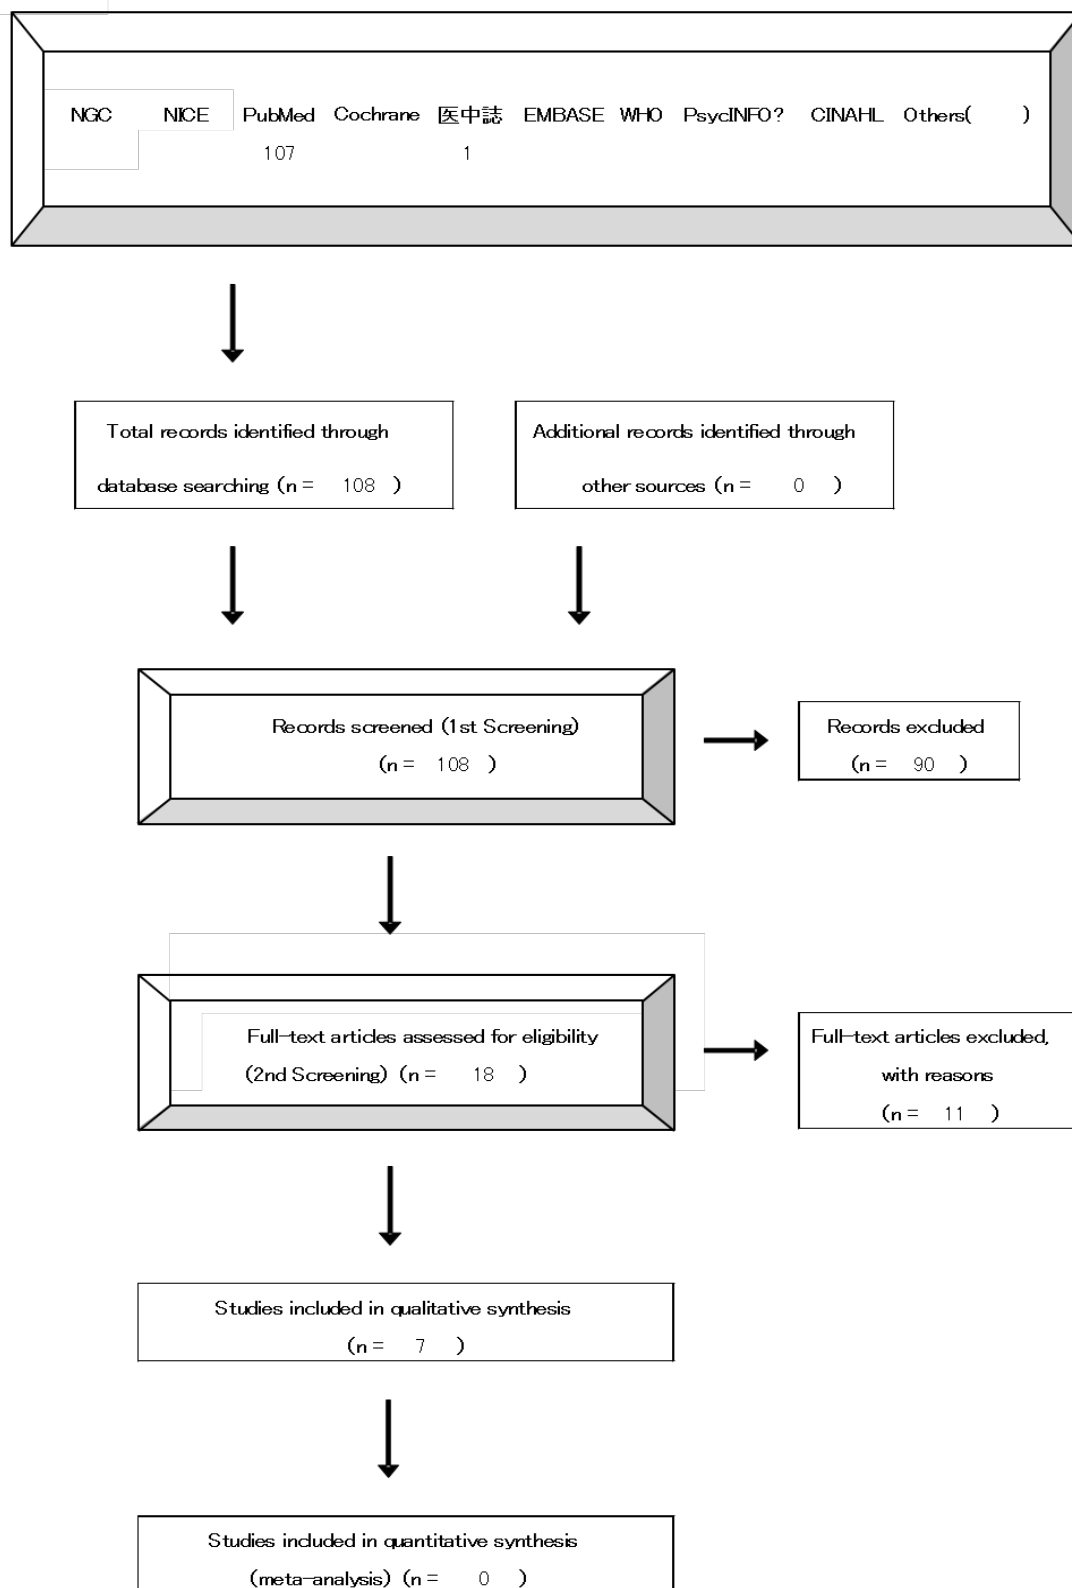 NGC NICE PubMed Cochrane 医中誌 EMBASE WHO PsycINFO? CINAHL Others( )
107 1
Total records identified through
database searching (n = 108 )
Additional records identified through
other sources (n = 0 )
Records screened (1st Screening)
(n = 108 )
Records excluded
(n = 90 )
Full-text articles assessed for eligibility
(2nd Screening) (n = 18 )
Full-text articles excluded,
with reasons
(n = 11 )
Studies included in qualitative synthesis
(n = 7 )
Studies included in quantitative synthesis
(meta-analysis) (n = 0 )